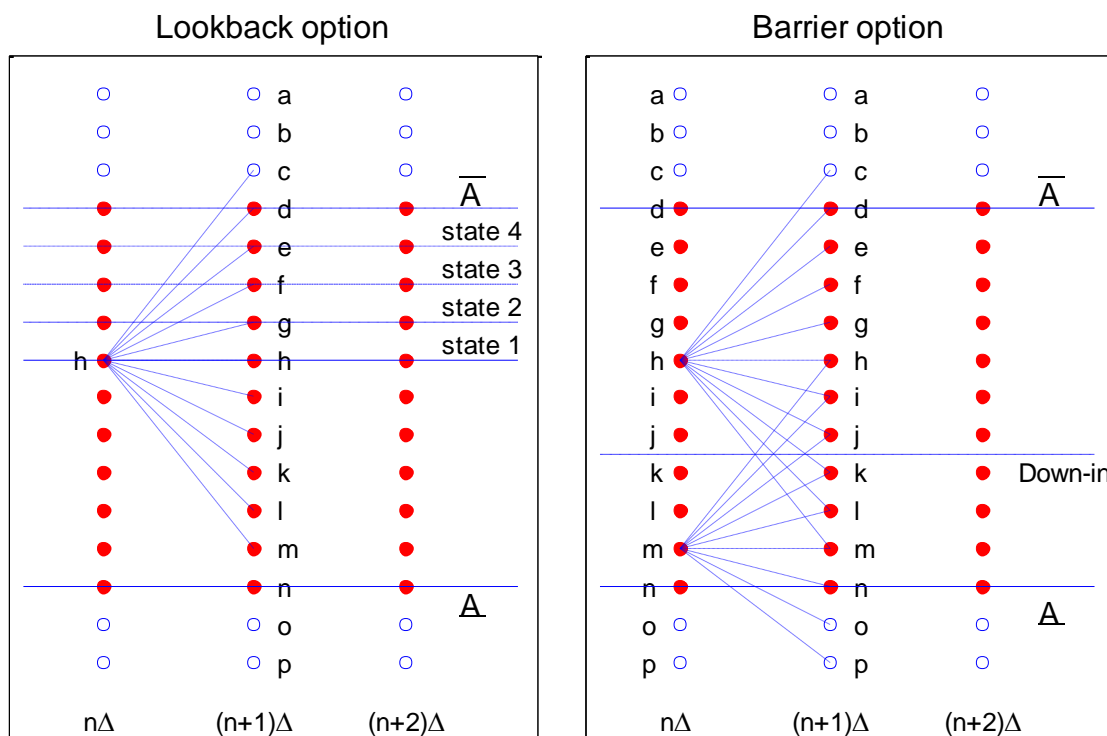 Lookback option
a
b
c
A
d
state 4
e
state 3
f
state 2
g
state 1
h h
i
j
k
l
m
n
A
o
p
nΔ (n+1)Δ (n+2)Δ
Barrier option
a a
b b
c c
A
d d
e e
f f
g g
h h
i i
j j
k k Down-in
l l
m m
n n
A
o o
p p
nΔ (n+1)Δ (n+2)Δ